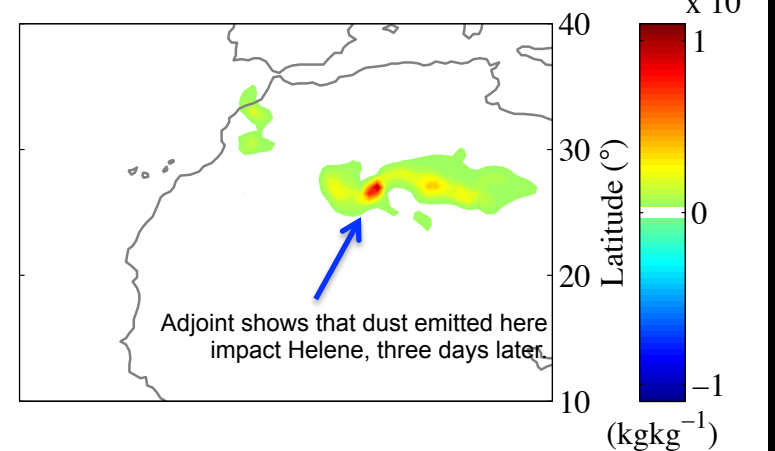 x 10
40
30
20
10
Latitude (°)
1
0
−1
(kgkg−1)
Adjoint shows that dust emitted here
impact Helene, three days later.